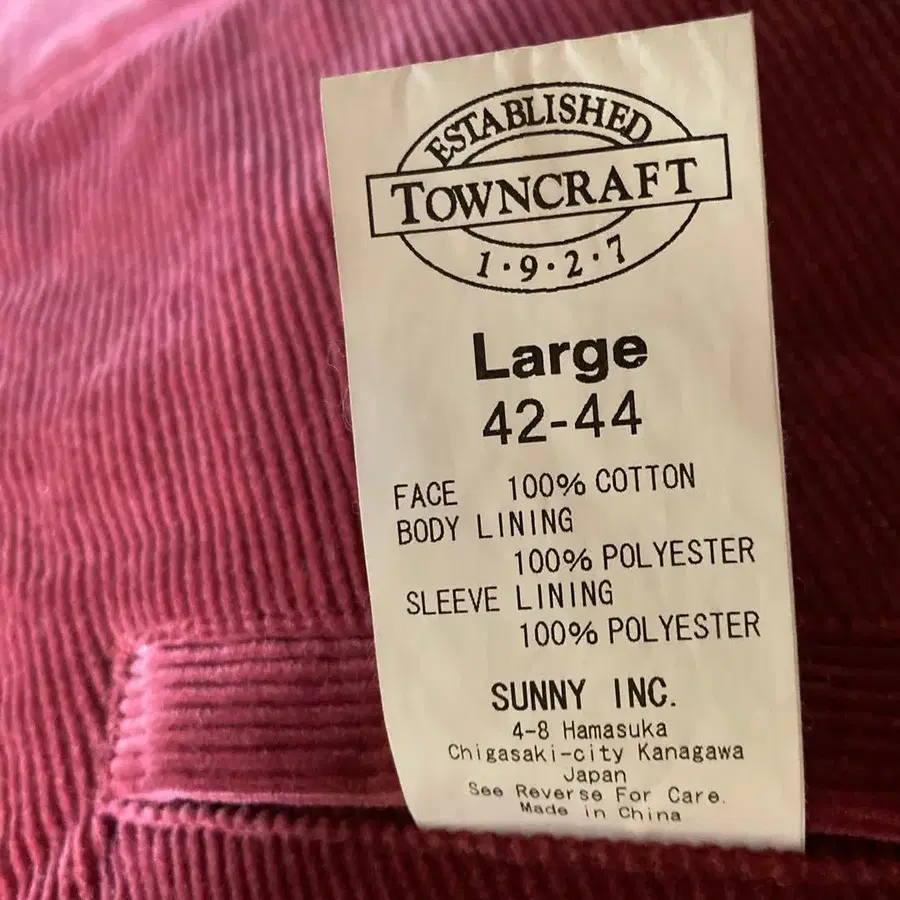 ESTABLISHED
TOWNCRAFT
1·9·2·7
Large
42-44
FACE 100% COTTON
BODY LINING
100% POLYESTER
SLEEVE LINING
100% POLYESTER
SUNNY INC.
4-8 Hamasuka
Chigasaki-city Kanagawa
Japan
See Reverse For Care.
Made in China